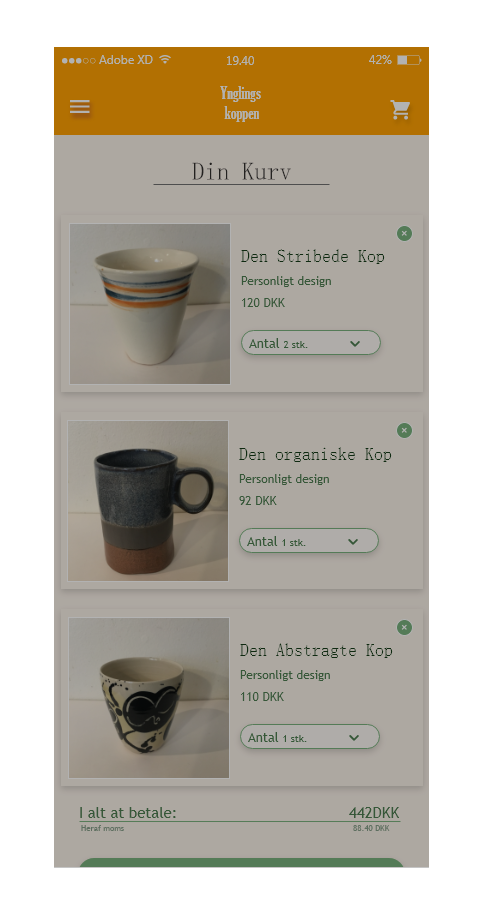 Adobe XD 19.40 42%
Ynglings
koppen
Din Kurv
Den Stribede Kop
Personligt design
120 DKK
Antal 2 stk.
Den organiske Kop
Personligt design
92 DKK
Antal 1 stk.
Den Abstragte Kop
Personligt design
110 DKK
Antal 1 stk.
I alt at betale: 442DKK
Heraf moms 88.40 DKK